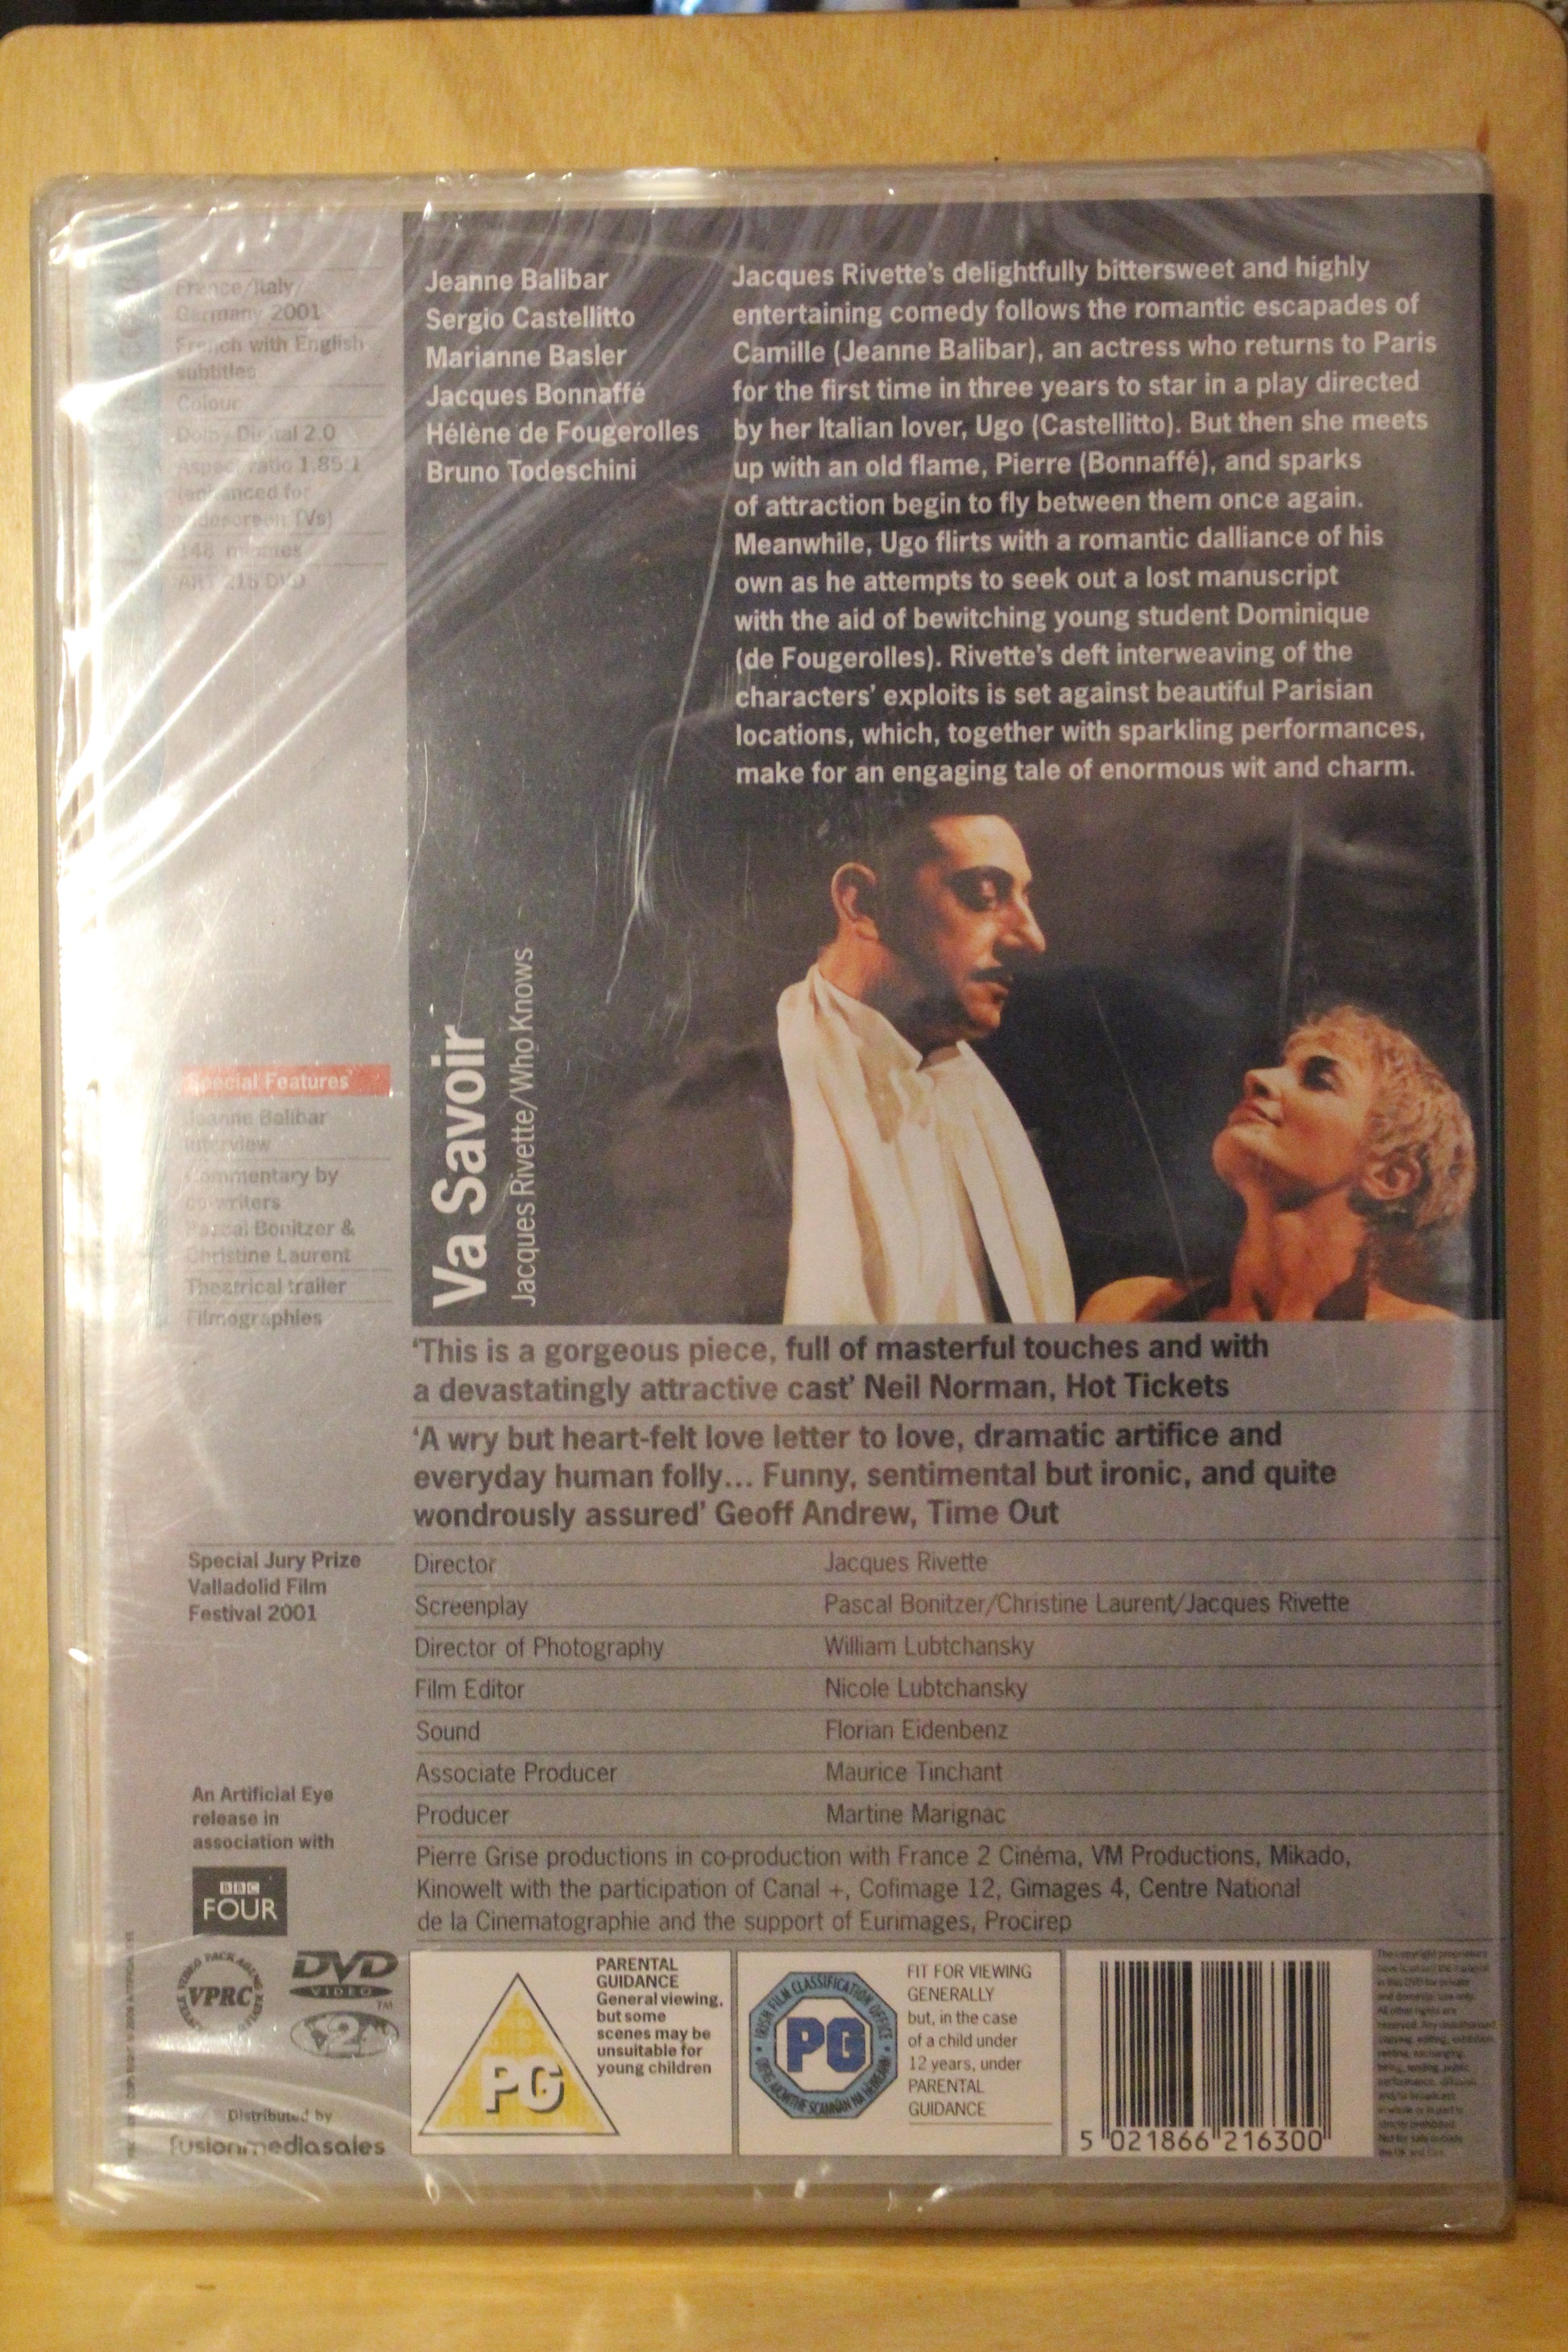 France/Italy/
Germany 2001
French with English
subtitles
Colour
Dolby Digital 2.0
Aspect ratio 1.85:1
(enhanced for
widescreen TVs)
148 minutes
ART 216 DVD
Jeanne Balibar
Sergio Castellitto
Marianne Basler
Jacques Bonnaffé
Hélène de Fougerolles
Bruno Todeschini
Jacques Rivette's delightfully bittersweet and highly
entertaining comedy follows the romantic escapades of
Camille (Jeanne Balibar), an actress who returns to Paris
for the first time in three years to star in a play directed
by her Italian lover, Ugo (Castellitto). But then she meets
up with an old flame, Pierre (Bonnaffé), and sparks
of attraction begin to fly between them once again.
Meanwhile, Ugo flirts with a romantic dalliance of his
own as he attempts to seek out a lost manuscript
with the aid of bewitching young student Dominique
(de Fougerolles). Rivette's deft interweaving of the
characters' exploits is set against beautiful Parisian
locations, which, together with sparkling performances,
make for an engaging tale of enormous wit and charm.
Va Savoir
Jacques Rivette/Who Knows
Special Features
Jeanne Balibar
interview
Commentary by
co-writers
Pascal Bonitzer &
Christine Laurent
Theatrical trailer
Filmographies
'This is a gorgeous piece, full of masterful touches and with
a devastatingly attractive cast' Neil Norman, Hot Tickets
'A wry but heart-felt love letter to love, dramatic artifice and
everyday human folly... Funny, sentimental but ironic, and quite
wondrously assured' Geoff Andrew, Time Out
Special Jury Prize
Valladolid Film
Festival 2001
Director Jacques Rivette
Screenplay Pascal Bonitzer/Christine Laurent/Jacques Rivette
Director of Photography William Lubtchansky
Film Editor Nicole Lubtchansky
Sound Florian Eidenbenz
Associate Producer Maurice Tinchant
Producer Martine Marignac
Pierre Grise productions in co-production with France 2 Cinéma, VM Productions, Mikado,
Kinowelt with the participation of Canal +, Cofimage 12, Gimages 4, Centre National
de la Cinematographie and the support of Eurimages, Procirep
An Artificial Eye
release in
association with
BBC
FOUR
VPRC
DVD
VIDEO
TM
2
Distributed by
fusionmediasales
PG
PARENTAL
GUIDANCE
General viewing,
but some
scenes may be
unsuitable for
young children
IRISH FILM CLASSIFICATION OFFICE
PG
FIT FOR VIEWING
GENERALLY
but, in the case
of a child under
12 years, under
PARENTAL
GUIDANCE
5 021866 216300